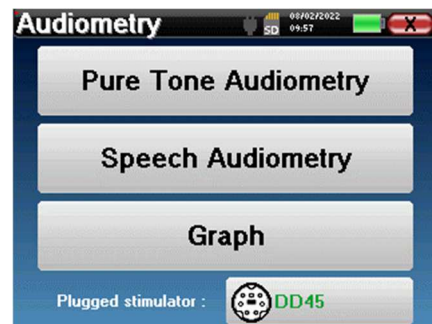 Audiometry
SD
08/02/2022
09:57
X
Pure Tone Audiometry
Speech Audiometry
Graph
Plugged stimulator : DD45